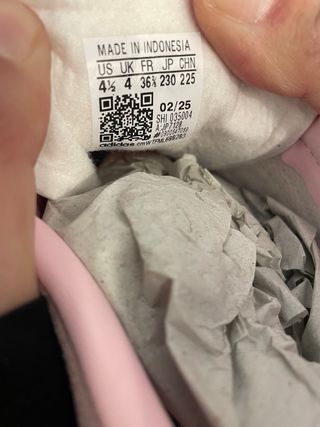 MADE IN INDONESIA
US UK FR JP CHN
4½ 4 36⅔ 230 225
02/25
SHI 035004
adidas